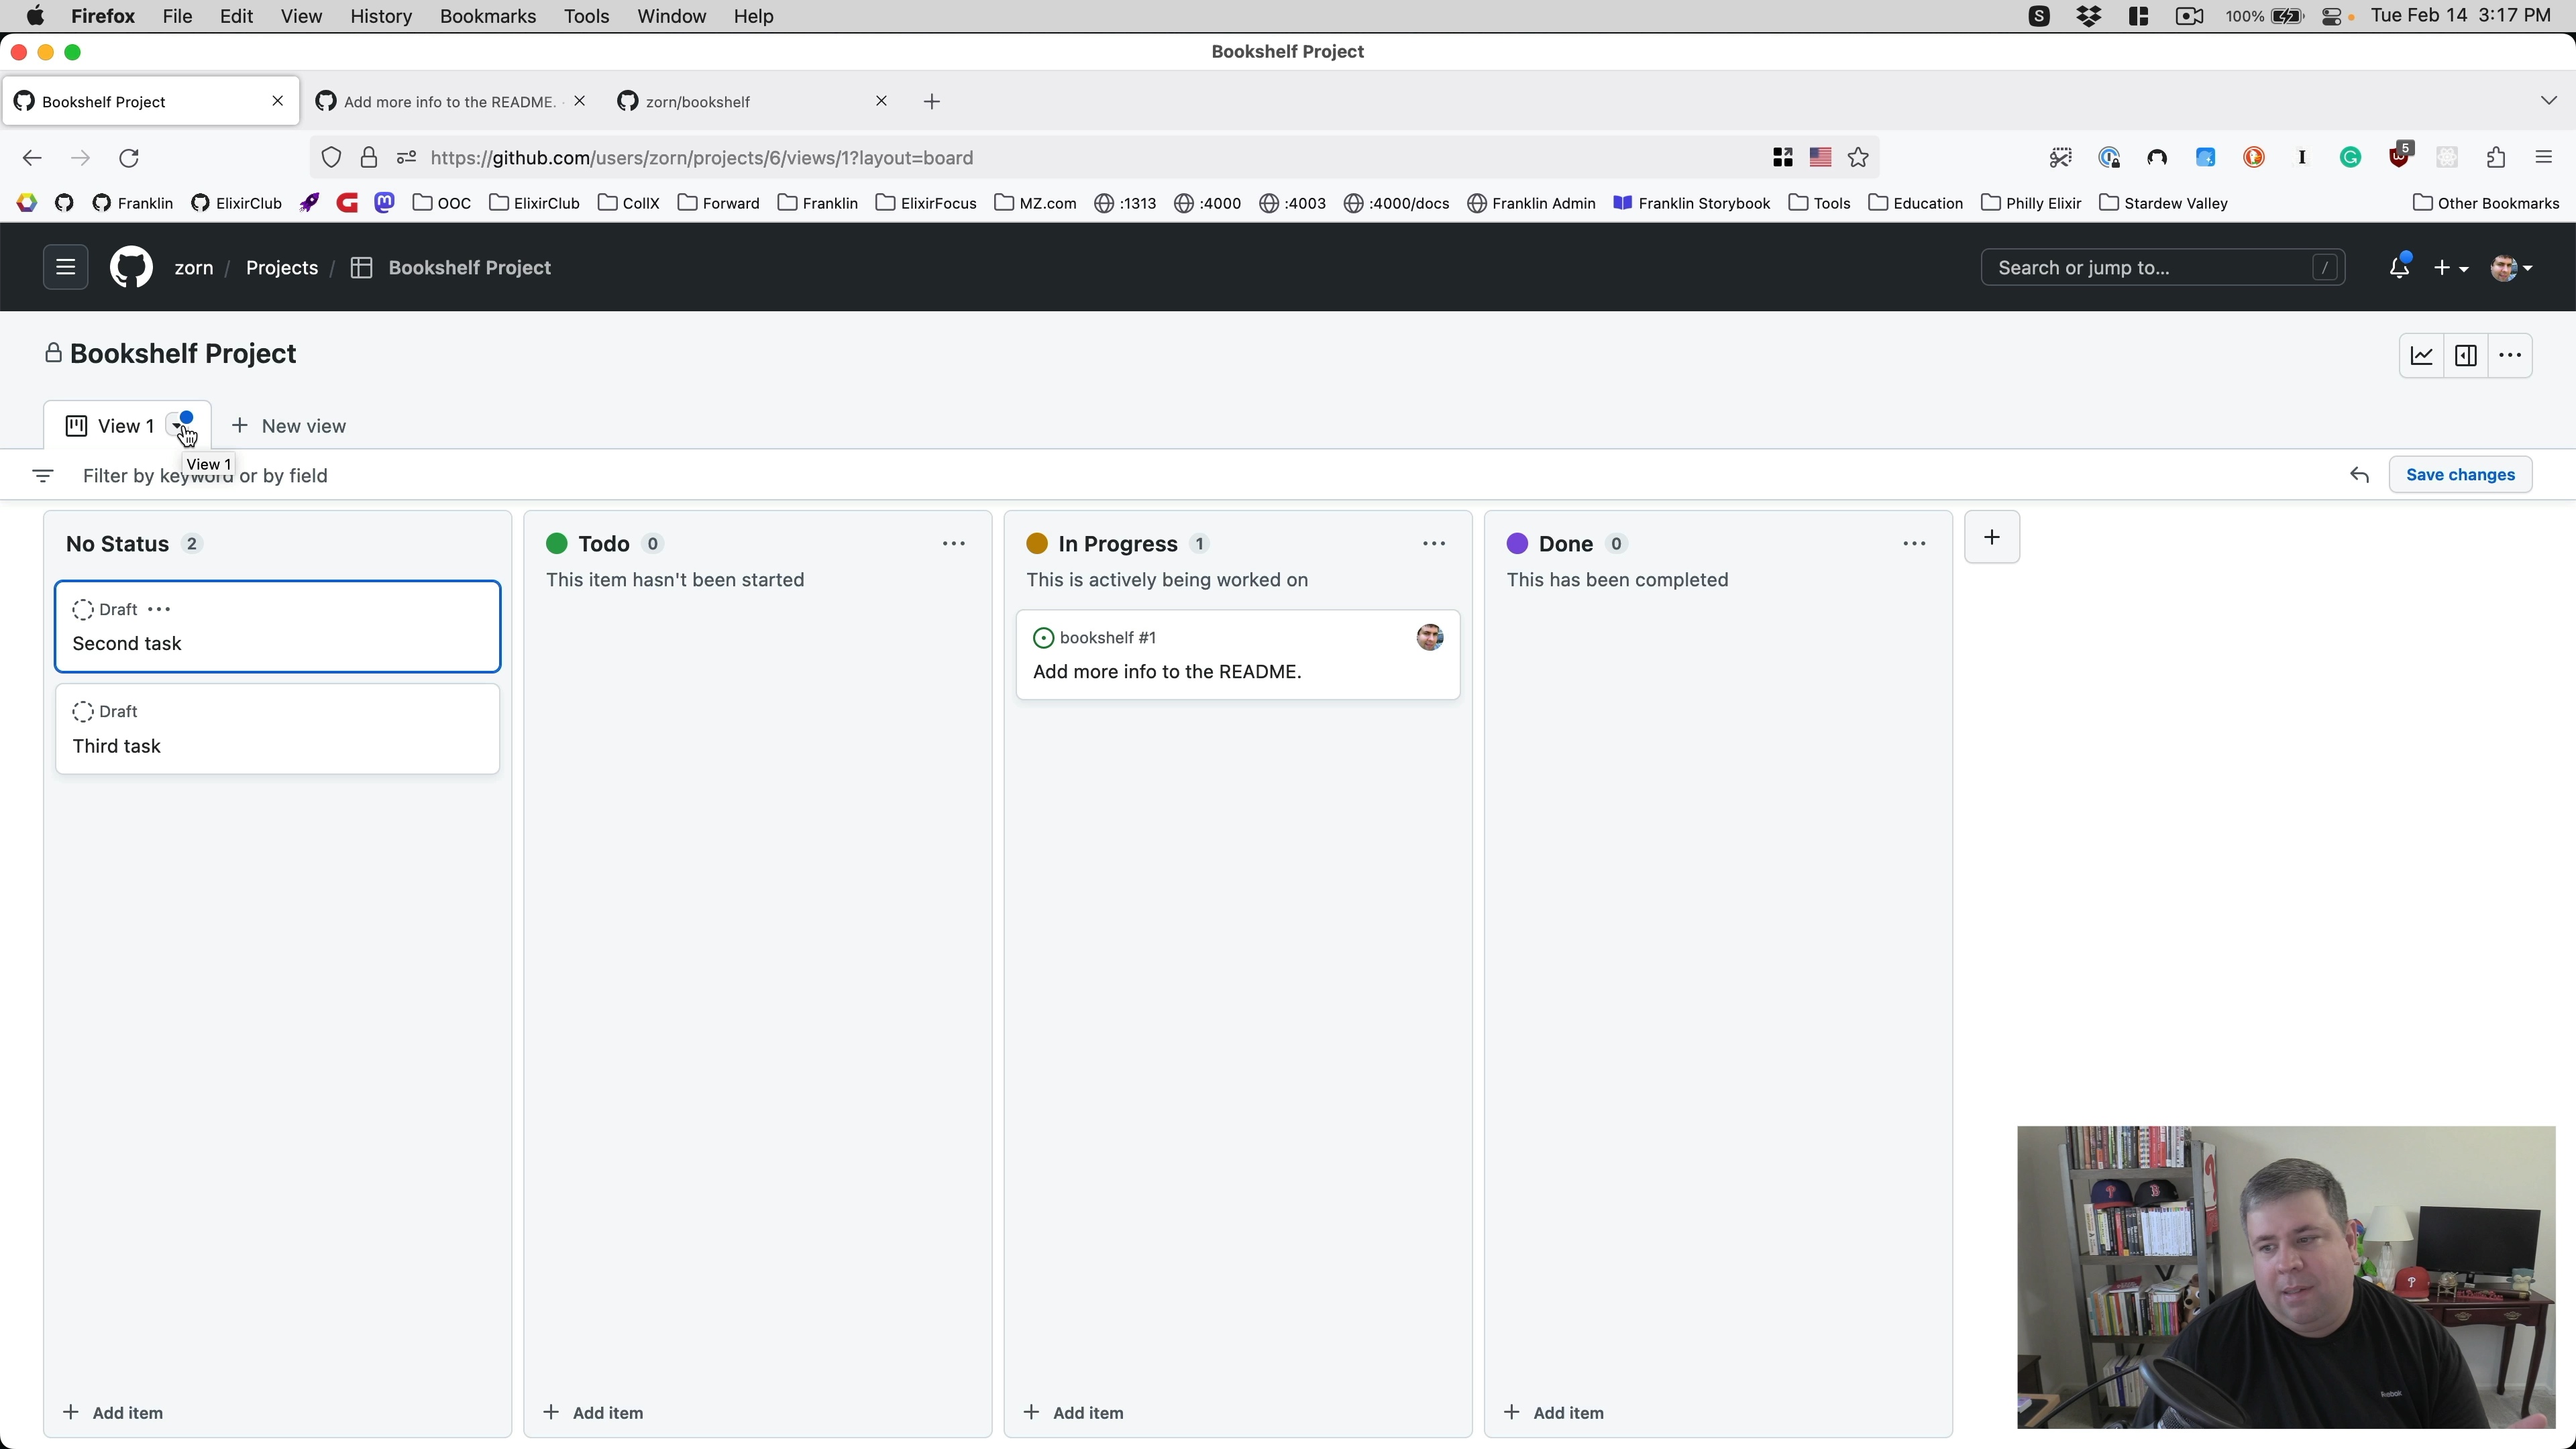 Firefox File Edit View History Bookmarks Tools Window Help S 100% Tue Feb 14 3:17 PM
Bookshelf Project
Bookshelf Project Add more info to the README. · zorn/bookshelf
https://github.com/users/zorn/projects/6/views/1?layout=board 5
Franklin ElixirClub OOC ElixirClub CollX Forward Franklin ElixirFocus MZ.com :1313 :4000 :4003 :4000/docs Franklin Admin Franklin Storybook Tools Education Philly Elixir Stardew Valley Other Bookmarks
zorn / Projects / Bookshelf Project Search or jump to... /
Bookshelf Project
View 1 New view
View 1
Filter by keyword or by field Save changes
No Status 2
Draft
Second task
Draft
Third task
Add item
Todo 0
This item hasn't been started
Add item
In Progress 1
This is actively being worked on
bookshelf #1
Add more info to the README.
Add item
Done 0
This has been completed
Add item
P B
P
Reebok